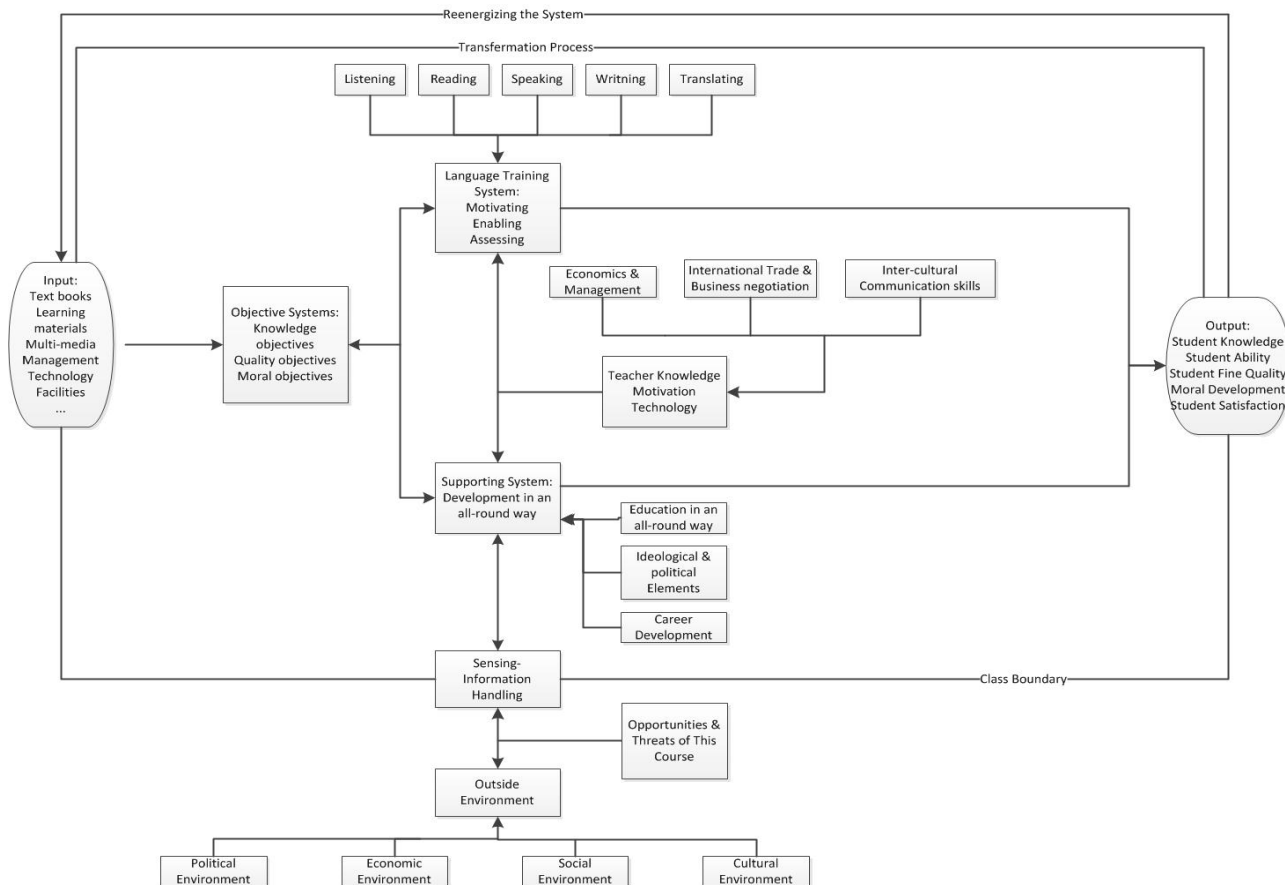 Reenergizing the System
Transfermation Process
Listening
Reading
Speaking
Writning
Translating
Language Training
System:
Motivating
Enabling
Assessing
Economics &
Management
International Trade &
Business negotiation
Inter-cultural
Communication skills
Input:
Text books
Learning
materials
Multi-media
Management
Technology
Facilities
...
Objective Systems:
Knowledge
objectives
Quality objectives
Moral objectives
Teacher Knowledge
Motivation
Technology
Output:
Student Knowledge
Student Ability
Student Fine Quality
Moral Development
Student Satisfaction
Supporting System:
Development in an
all-round way
Education in an
all-round way
Ideological &
political
Elements
Career
Development
Sensing-
Information
Handling
Class Boundary
Opportunities &
Threats of This
Course
Outside
Environment
Political
Environment
Economic
Environment
Social
Environment
Cultural
Environment